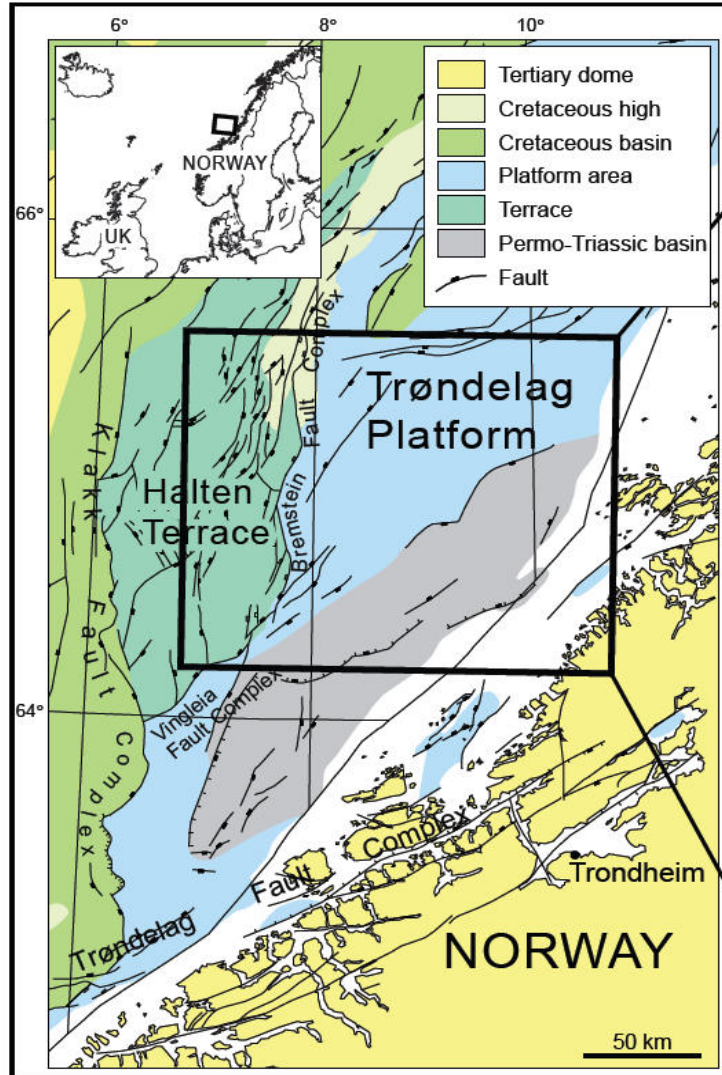 6°
8°
10°
66°
64°
NORWAY
UK
Tertiary dome
Cretaceous high
Cretaceous basin
Platform area
Terrace
Permo-Triassic basin
Fault
Trøndelag
Platform
Halten
Terrace
Klakk Fault Complex
Bremstein Fault Complex
Vingleia
Fault Complex
Trøndelag Fault Complex
Trondheim
NORWAY
50 km